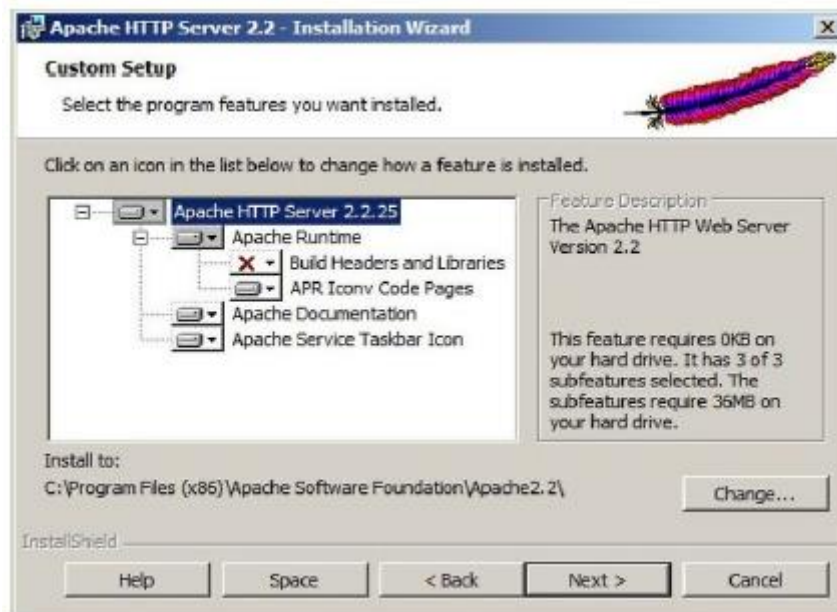 Apache HTTP Server 2.2 - Installation Wizard
Custom Setup
Select the program features you want installed.
Click on an icon in the list below to change how a feature is installed.
Apache HTTP Server 2.2.25
Apache Runtime
Build Headers and Libraries
APR Iconv Code Pages
Apache Documentation
Apache Service Taskbar Icon
Feature Description
The Apache HTTP Web Server
Version 2.2
This feature requires 0KB on
your hard drive. It has 3 of 3
subfeatures selected. The
subfeatures require 36MB on
your hard drive.
Install to:
C:\Program Files (x86)\Apache Software Foundation\Apache2.2\
Change...
InstallShield
Help
Space
< Back
Next >
Cancel